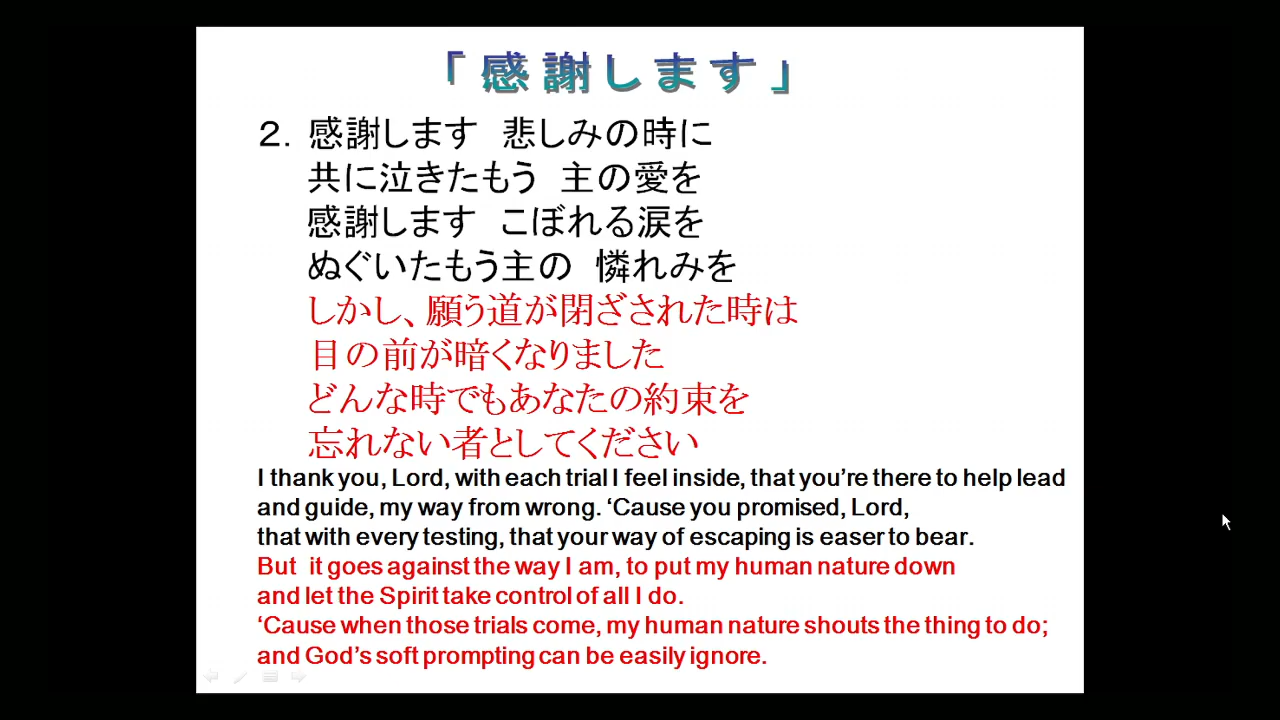 「感謝します」
２．感謝します　悲しみの時に
共に泣きたもう　主の愛を
感謝します　こぼれる涙を
ぬぐいたもう主の　憐れみを
しかし、願う道が閉ざされた時は
目の前が暗くなりました
どんな時でもあなたの約束を
忘れない者としてください
I thank you, Lord, with each trial I feel inside, that you’re there to help lead
and guide, my way from wrong. ‘Cause you promised, Lord,
that with every testing, that your way of escaping is easer to bear.
But  it goes against the way I am, to put my human nature down
and let the Spirit take control of all I do.
‘Cause when those trials come, my human nature shouts the thing to do;
and God’s soft prompting can be easily ignore.